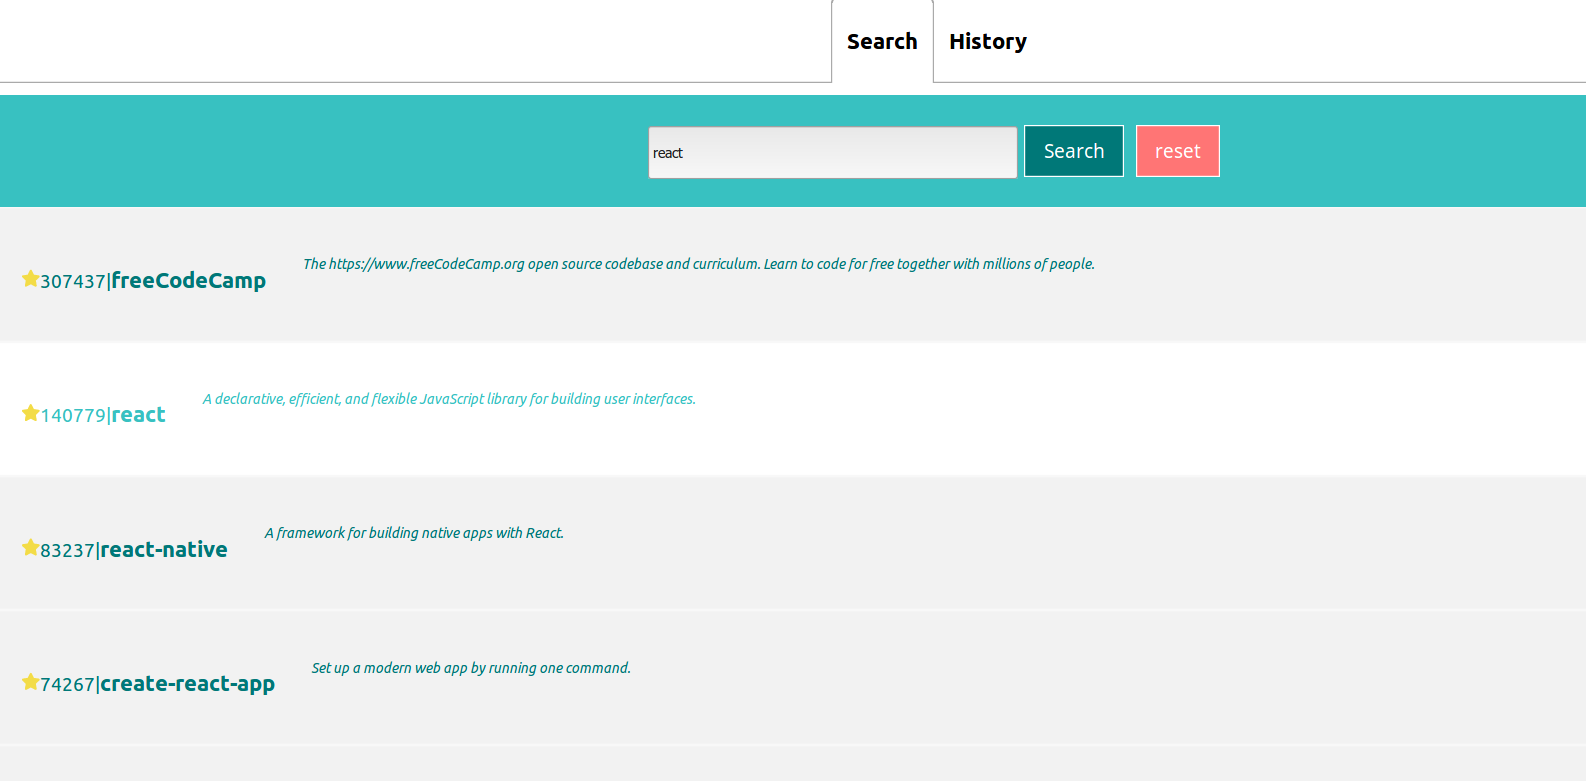 Search History
react Search reset
The https://www.freeCodeCamp.org open source codebase and curriculum. Learn to code for free together with millions of people.
307437|freeCodeCamp
A declarative, efficient, and flexible JavaScript library for building user interfaces.
140779|react
A framework for building native apps with React.
83237|react-native
Set up a modern web app by running one command.
74267|create-react-app